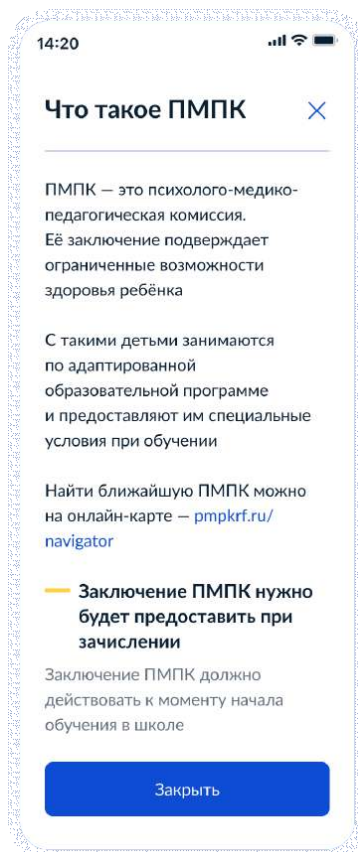 14:20
Что такое ПМПК
ПМПК — это психолого-медико-
педагогическая комиссия.
Её заключение подтверждает
ограниченные возможности
здоровья ребёнка
С такими детьми занимаются
по адаптированной
образовательной программе
и предоставляют им специальные
условия при обучении
Найти ближайшую ПМПК можно
на онлайн-карте — pmpkrf.ru/
navigator
Заключение ПМПК нужно
будет предоставить при
зачислении
Заключение ПМПК должно
действовать к моменту начала
обучения в школе
Закрыть